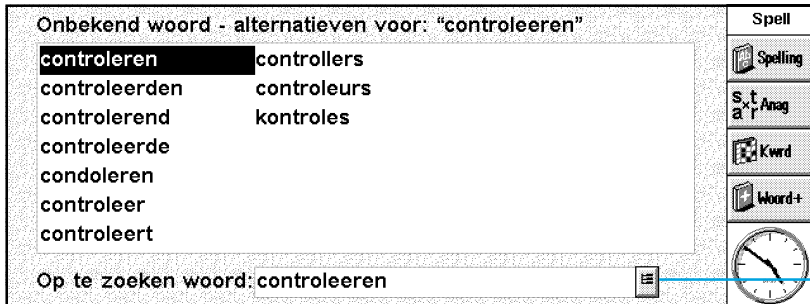 Onbekend woord - alternatieven voor: “controleeren”
controleren controllers
controleerden controleurs
controlerend kontroles
controleerde
condoleren
controleer
controleert
Op te zoeken woord: controleeren
Spell
Spelling
s x t a r Anag
Kwrd
Woord+